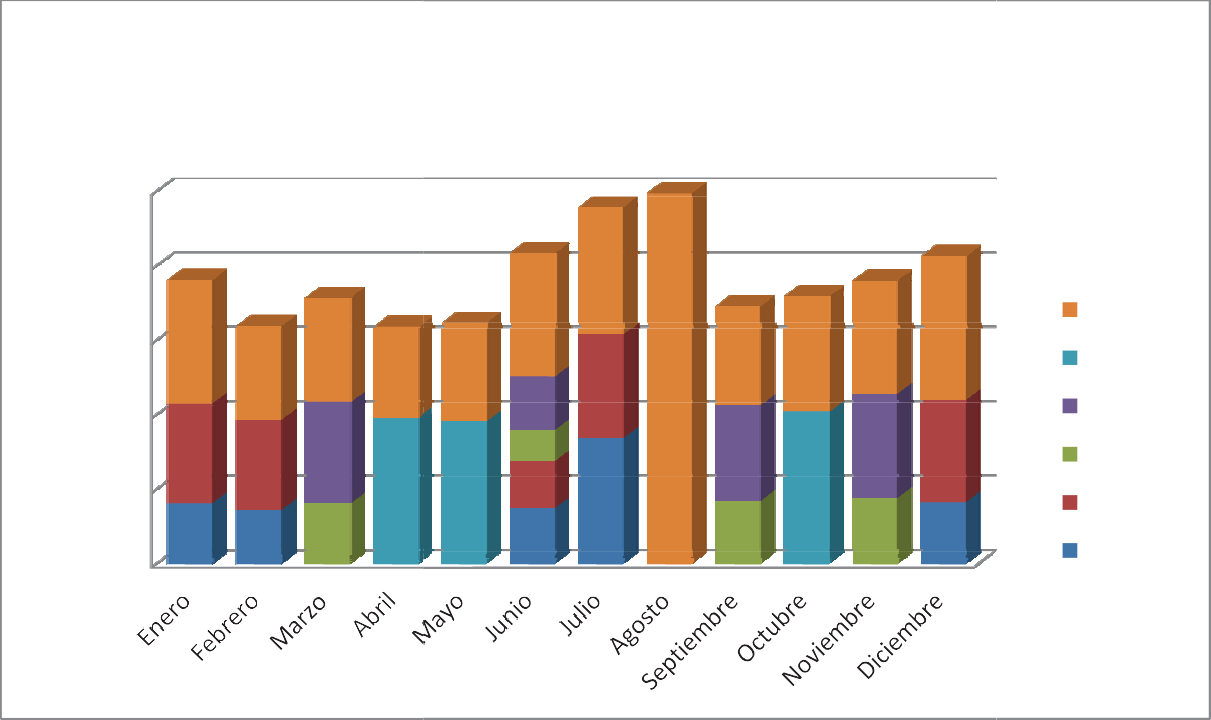 Enero
Febrero
Marzo
Abril
Mayo
Junio
Julio
Agosto
Septiembre
Octubre
Noviembre
Diciembre